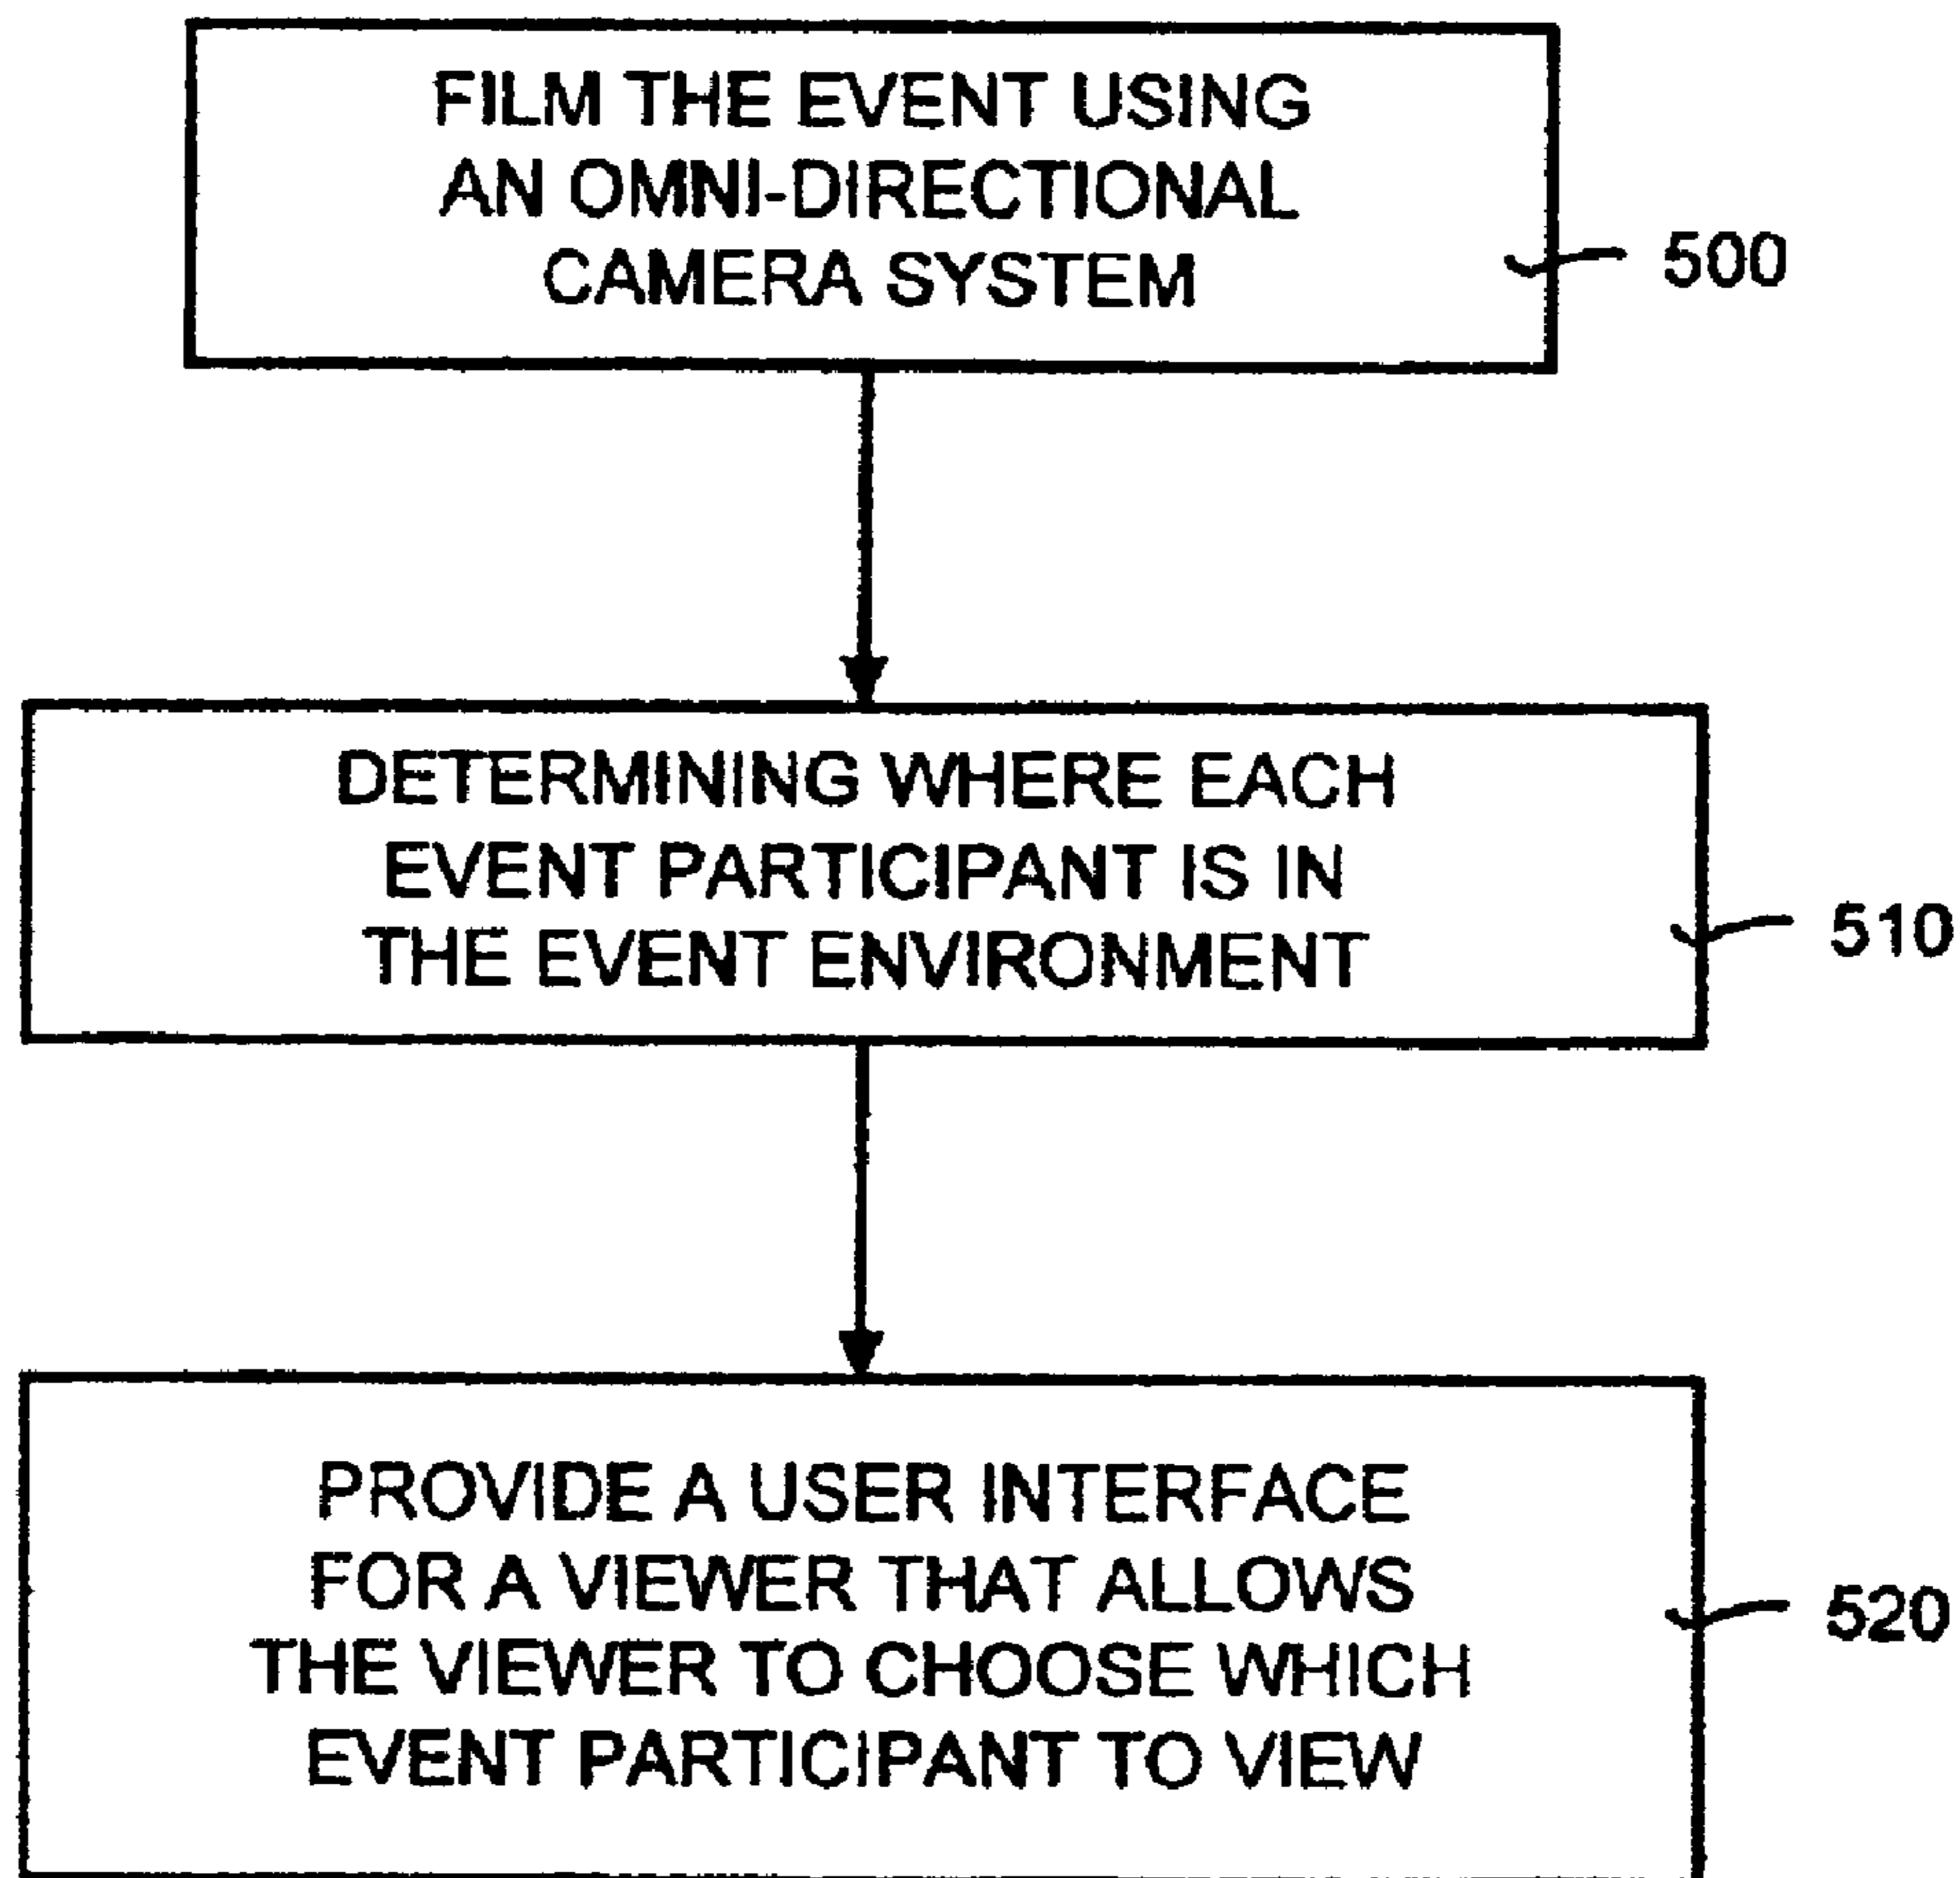 FILM THE EVENT USING
AN OMNI-DIRECTIONAL
CAMERA SYSTEM
500
DETERMINING WHERE EACH
EVENT PARTICIPANT IS IN
THE EVENT ENVIRONMENT
510
PROVIDE A USER INTERFACE
FOR A VIEWER THAT ALLOWS
THE VIEWER TO CHOOSE WHICH
EVENT PARTICIPANT TO VIEW
520